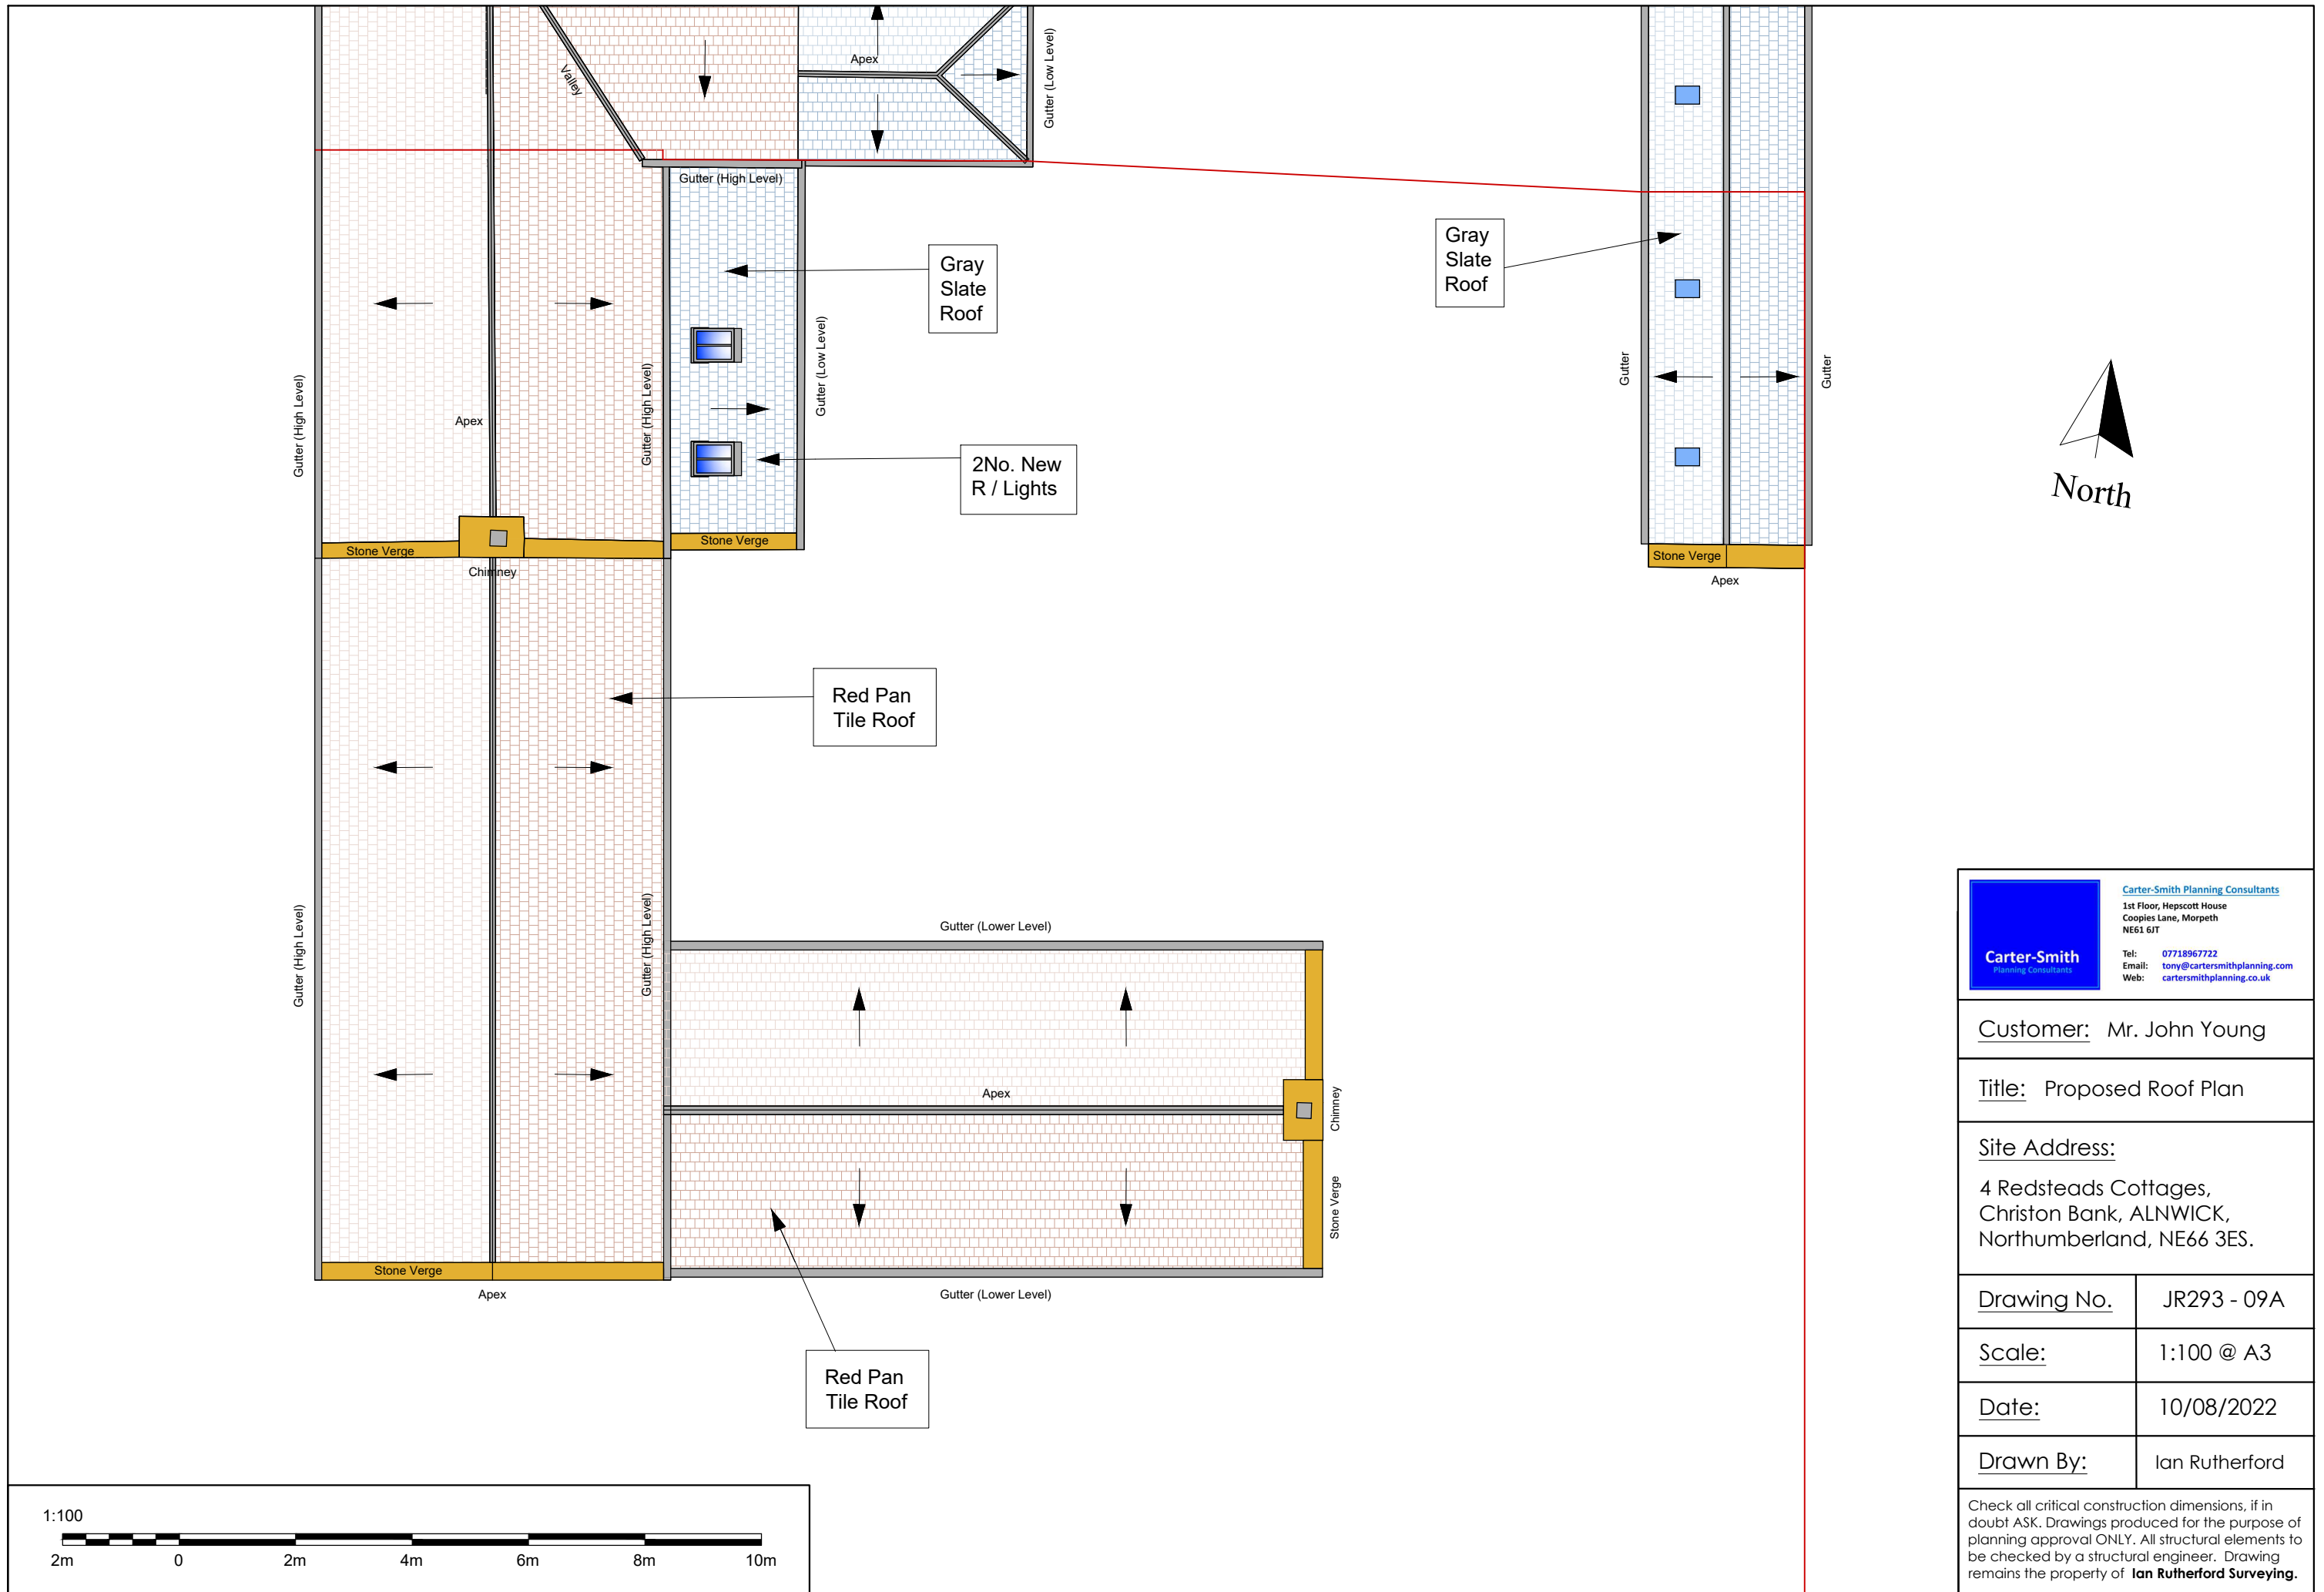 Apex
Valley
Gutter (Low Level)
Gutter (High Level)
Gray
Slate
Roof
Gray
Slate
Roof
Gutter (High Level)
Apex
Gutter (High Level)
Gutter (Low Level)
Gutter
Gutter
2No. New
R / Lights
North
Stone Verge
Chimney
Stone Verge
Stone Verge
Apex
Red Pan
Tile Roof
Gutter (High Level)
Gutter (High Level)
Gutter (Lower Level)
Apex
Chimney
Stone Verge
Stone Verge
Apex
Gutter (Lower Level)
Red Pan
Tile Roof
1:100
2m 0 2m 4m 6m 8m 10m
Carter-Smith
Planning Consultants
Carter-Smith Planning Consultants
1st Floor, Hepscott House
Coopies Lane, Morpeth
NE61 6JT
Tel: 07718967722
Email: tony@cartersmithplanning.com
Web: cartersmithplanning.co.uk
Customer: Mr. John Young
Title: Proposed Roof Plan
Site Address:
4 Redsteads Cottages,
Christon Bank, ALNWICK,
Northumberland, NE66 3ES.
Drawing No. JR293 - 09A
Scale: 1:100 @ A3
Date: 10/08/2022
Drawn By: Ian Rutherford
Check all critical construction dimensions, if in
doubt ASK. Drawings produced for the purpose of
planning approval ONLY. All structural elements to
be checked by a structural engineer. Drawing
remains the property of Ian Rutherford Surveying.